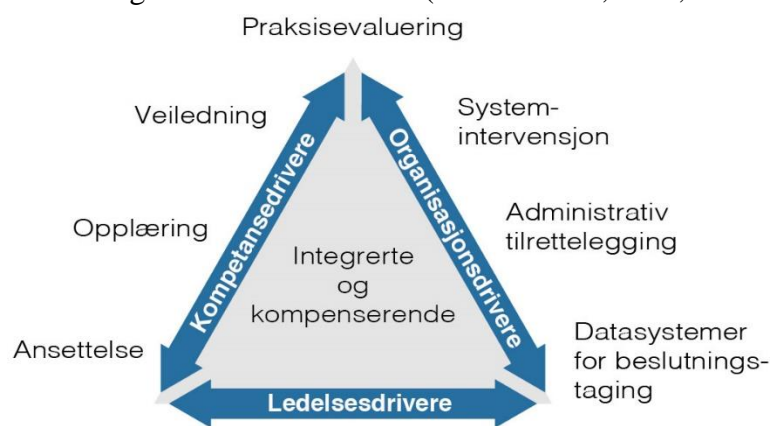 Praksisevaluering
Veiledning
System-
intervensjon
Kompetansedrivere
Organisasjonsdrivere
Opplæring
Administrativ
tilrettelegging
Integrerte
og
kompenserende
Ansettelse
Datasystemer
for beslutnings-
taging
Ledelsesdrivere